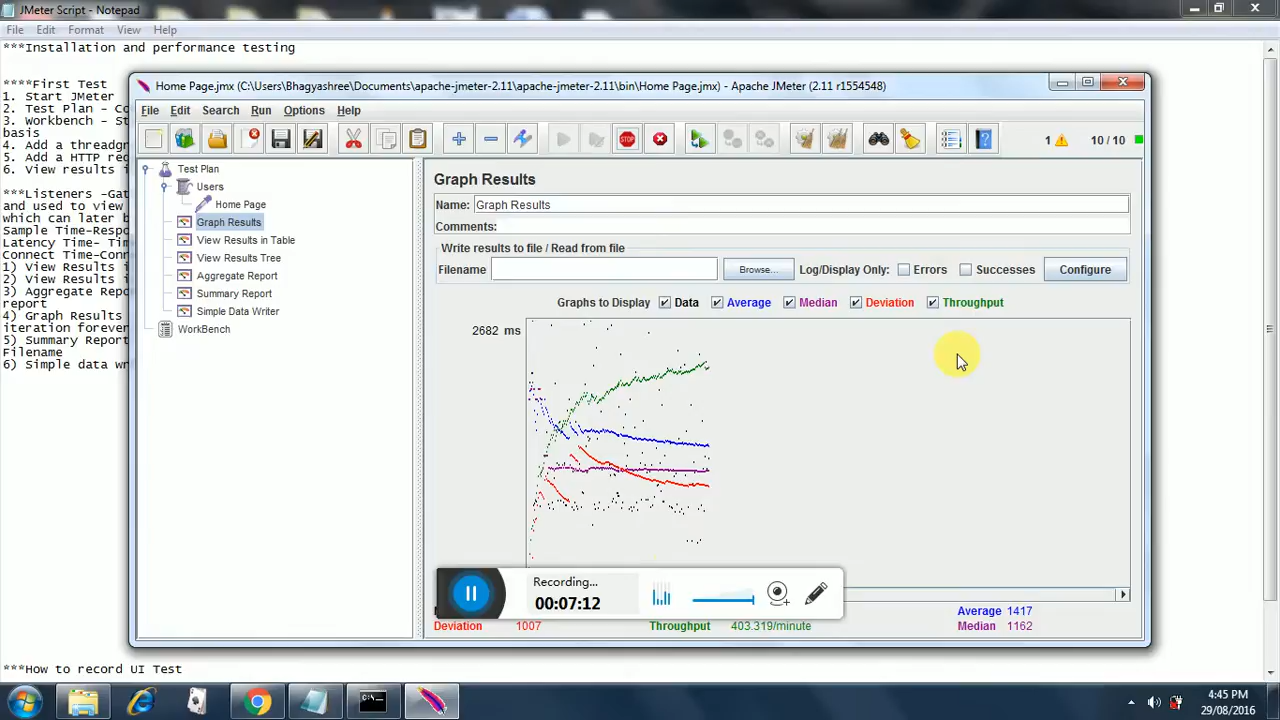 JMeter Script - Notepad
File Edit Format View Help
***Installation and performance testing
****First Test
1. Start JMeter
2. Test Plan - Co
3. Workbench - S
basis
4. Add a threadg
5. Add a HTTP req
6. View results i
***Listeners -Gat
and used to view
which can later b
Sample Time-Respo
Latency Time- Tim
Connect Time-Conn
1) View Results i
2) View Results i
3) Aggregate Repo
report
4) Graph Results
iteration forever
5) Summary Report
Filename
6) Simple data wr
***How to record UI Test
Home Page.jmx (C:\Users\Bhagyashree\Documents\apache-jmeter-2.11\apache-jmeter-2.11\bin\Home Page.jmx) - Apache JMeter (2.11 r1554548)
File Edit Search Run Options Help
STOP
1 10 / 10
Test Plan
Users
Home Page
Graph Results
View Results in Table
View Results Tree
Aggregate Report
Summary Report
Simple Data Writer
WorkBench
Graph Results
Name: Graph Results
Comments:
Write results to file / Read from file
Filename Browse... Log/Display Only: Errors Successes Configure
Graphs to Display Data Average Median Deviation Throughput
2682 ms
Recording...
00:07:12
Average 1417
Deviation 1007 Throughput 403.319/minute Median 1162
4:45 PM
29/08/2016